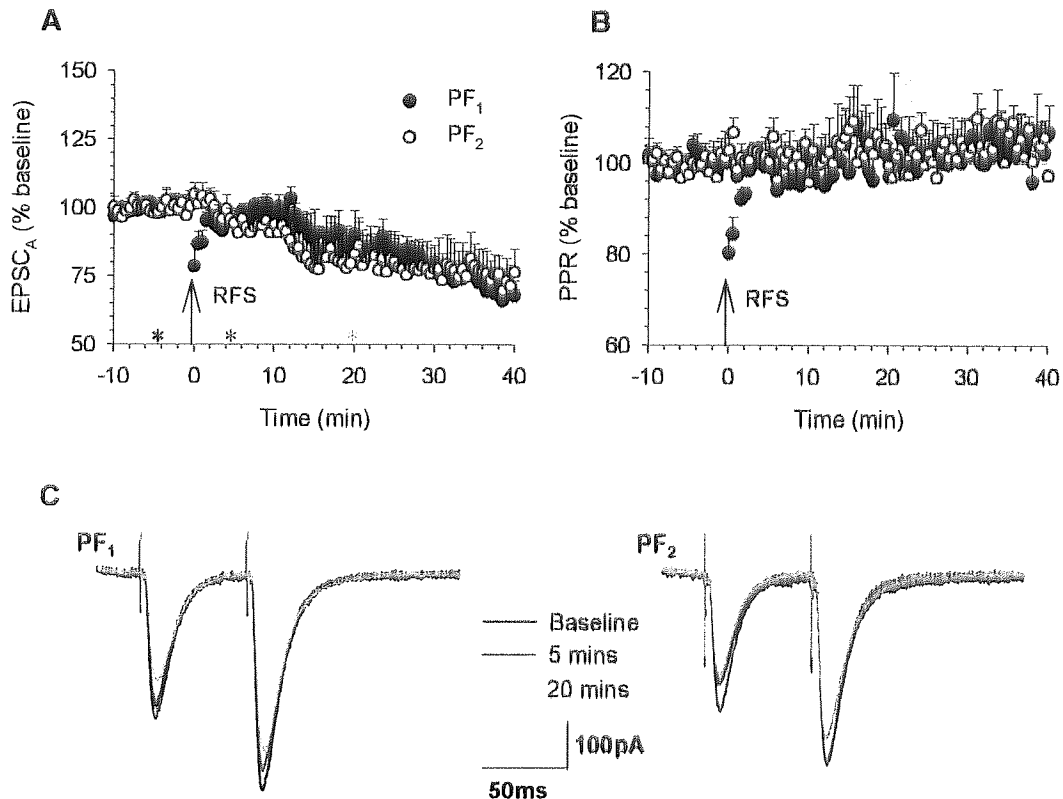 A
EPSC_A (% baseline)
150
125
100
75
50
PF₁
PF₂
RFS
* * *
-10 0 10 20 30 40
Time (min)
B
PPR (% baseline)
120
100
80
60
RFS
-10 0 10 20 30 40
Time (min)
C
PF₁
PF₂
Baseline
5 mins
20 mins
100pA
50ms